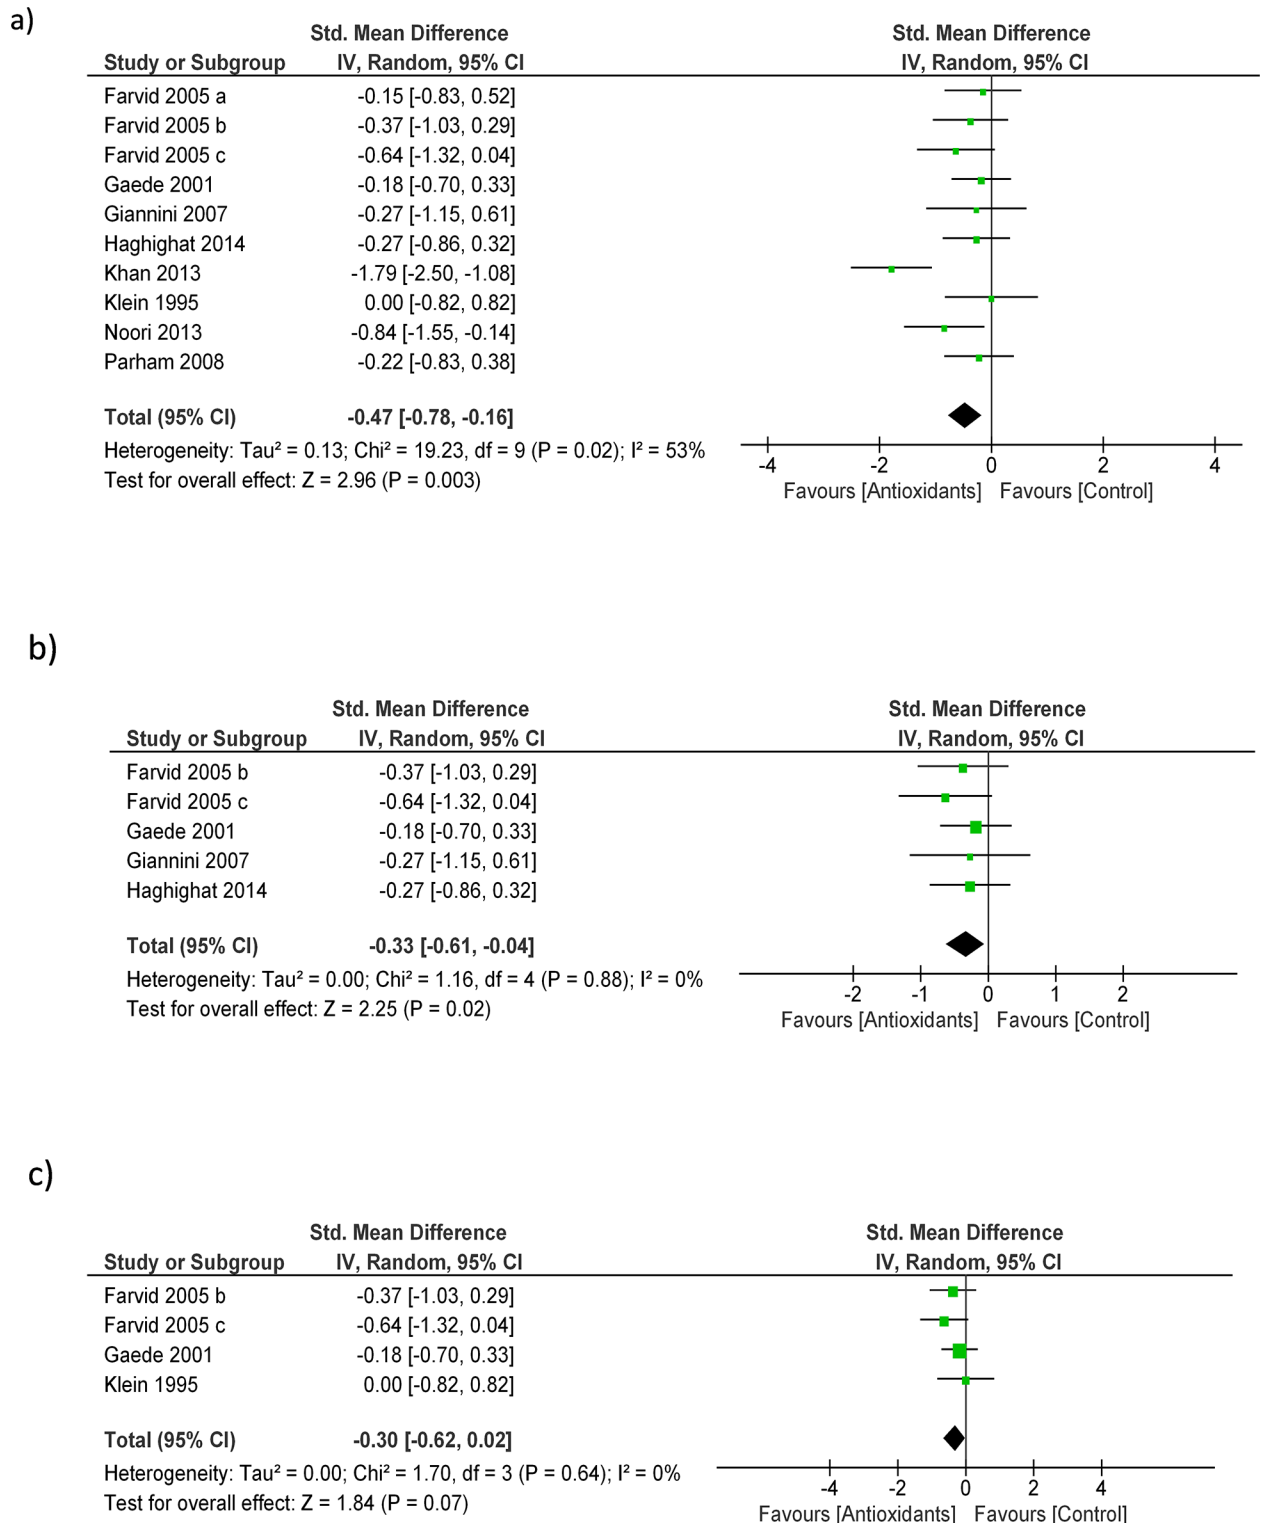 a)
Std. Mean Difference Std. Mean Difference
Study or Subgroup IV, Random, 95% CI IV, Random, 95% CI
Farvid 2005 a -0.15 [-0.83, 0.52]
Farvid 2005 b -0.37 [-1.03, 0.29]
Farvid 2005 c -0.64 [-1.32, 0.04]
Gaede 2001 -0.18 [-0.70, 0.33]
Giannini 2007 -0.27 [-1.15, 0.61]
Haghighat 2014 -0.27 [-0.86, 0.32]
Khan 2013 -1.79 [-2.50, -1.08]
Klein 1995 0.00 [-0.82, 0.82]
Noori 2013 -0.84 [-1.55, -0.14]
Parham 2008 -0.22 [-0.83, 0.38]
Total (95% CI) -0.47 [-0.78, -0.16]
Heterogeneity: Tau² = 0.13; Chi² = 19.23, df = 9 (P = 0.02); I² = 53%
Test for overall effect: Z = 2.96 (P = 0.003)
-4 -2 0 2 4
Favours [Antioxidants] Favours [Control]
b)
Std. Mean Difference Std. Mean Difference
Study or Subgroup IV, Random, 95% CI IV, Random, 95% CI
Farvid 2005 b -0.37 [-1.03, 0.29]
Farvid 2005 c -0.64 [-1.32, 0.04]
Gaede 2001 -0.18 [-0.70, 0.33]
Giannini 2007 -0.27 [-1.15, 0.61]
Haghighat 2014 -0.27 [-0.86, 0.32]
Total (95% CI) -0.33 [-0.61, -0.04]
Heterogeneity: Tau² = 0.00; Chi² = 1.16, df = 4 (P = 0.88); I² = 0%
Test for overall effect: Z = 2.25 (P = 0.02)
-2 -1 0 1 2
Favours [Antioxidants] Favours [Control]
c)
Std. Mean Difference Std. Mean Difference
Study or Subgroup IV, Random, 95% CI IV, Random, 95% CI
Farvid 2005 b -0.37 [-1.03, 0.29]
Farvid 2005 c -0.64 [-1.32, 0.04]
Gaede 2001 -0.18 [-0.70, 0.33]
Klein 1995 0.00 [-0.82, 0.82]
Total (95% CI) -0.30 [-0.62, 0.02]
Heterogeneity: Tau² = 0.00; Chi² = 1.70, df = 3 (P = 0.64); I² = 0%
Test for overall effect: Z = 1.84 (P = 0.07)
-4 -2 0 2 4
Favours [Antioxidants] Favours [Control]